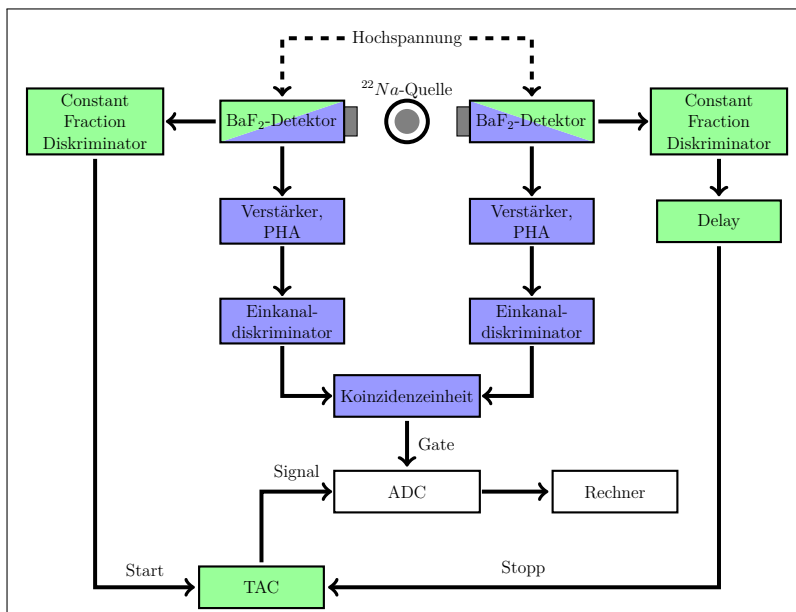 Hochspannung
²²Na-Quelle
Constant
Fraction
Diskriminator
BaF₂-Detektor
BaF₂-Detektor
Constant
Fraction
Diskriminator
Verstärker,
PHA
Verstärker,
PHA
Delay
Einkanal-
diskriminator
Einkanal-
diskriminator
Koinzidenzeinheit
Gate
Signal
ADC
Rechner
Start
TAC
Stopp